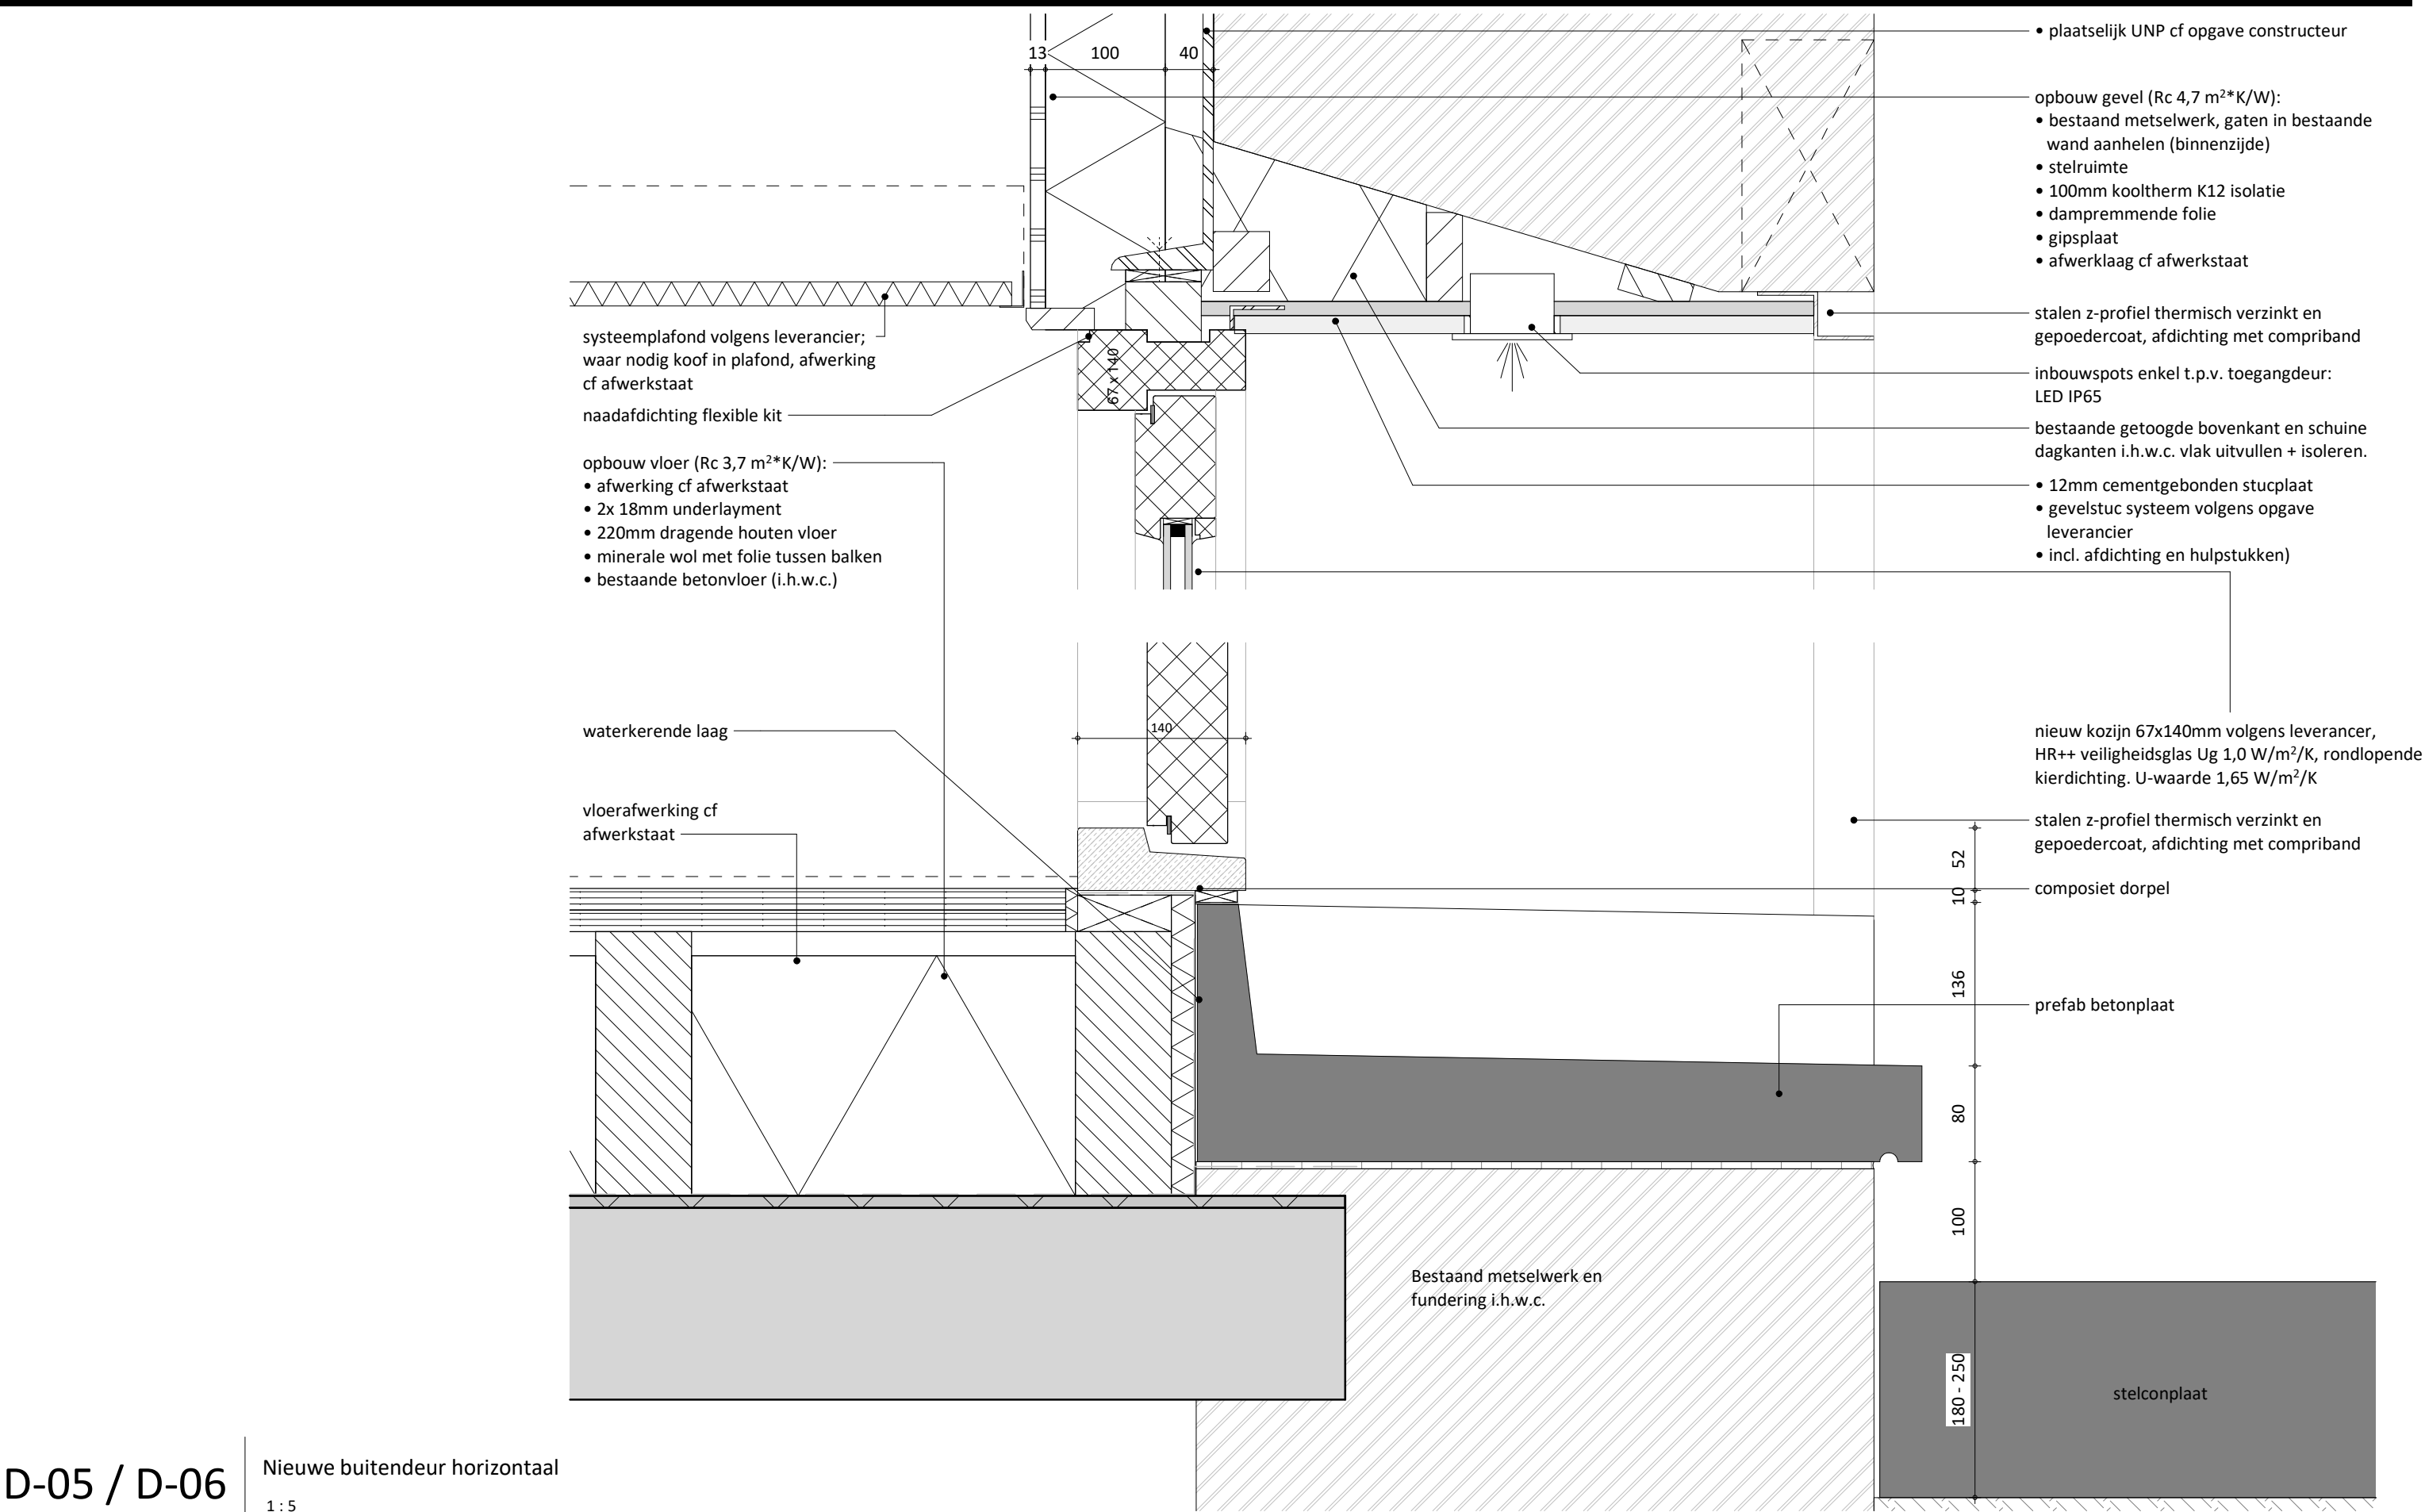 13
100
40
• plaatselijk UNP cf opgave constructeur
opbouw gevel (Rc 4,7 m²*K/W):
• bestaand metselwerk, gaten in bestaande
wand aanhelen (binnenzijde)
• stelruimte
• 100mm kooltherm K12 isolatie
• dampremmende folie
• gipsplaat
• afwerklaag cf afwerkstaat
stalen z-profiel thermisch verzinkt en
gepoedercoat, afdichting met compriband
inbouwspots enkel t.p.v. toegangdeur:
LED IP65
bestaande getoogde bovenkant en schuine
dagkanten i.h.w.c. vlak uitvullen + isoleren.
• 12mm cementgebonden stucplaat
• gevelstuc systeem volgens opgave
leverancier
• incl. afdichting en hulpstukken)
systeemplafond volgens leverancier;
waar nodig koof in plafond, afwerking
cf afwerkstaat
naadafdichting flexible kit
67 x 140
opbouw vloer (Rc 3,7 m²*K/W):
• afwerking cf afwerkstaat
• 2x 18mm underlayment
• 220mm dragende houten vloer
• minerale wol met folie tussen balken
• bestaande betonvloer (i.h.w.c.)
waterkerende laag
140
nieuw kozijn 67x140mm volgens leverancer,
HR++ veiligheidsglas Ug 1,0 W/m²/K, rondlopende
kierdichting. U-waarde 1,65 W/m²/K
vloerafwerking cf
afwerkstaat
stalen z-profiel thermisch verzinkt en
gepoedercoat, afdichting met compriband
52
10
composiet dorpel
136
prefab betonplaat
80
100
Bestaand metselwerk en
fundering i.h.w.c.
180 - 250
stelconplaat
D-05 / D-06
Nieuwe buitendeur horizontaal
1 : 5